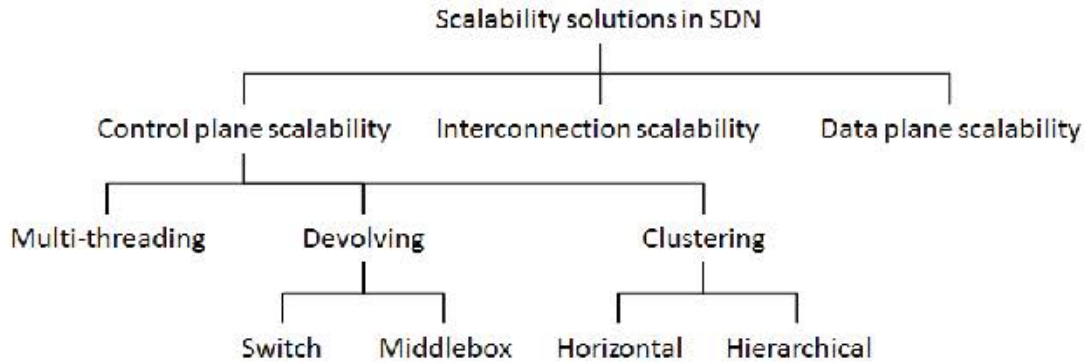 Scalability solutions in SDN
Control plane scalability Interconnection scalability Data plane scalability
Multi-threading Devolving Clustering
Switch Middlebox Horizontal Hierarchical